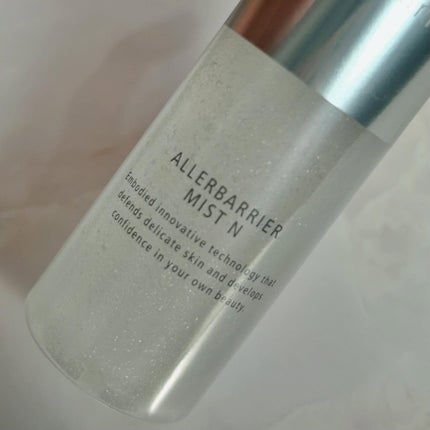 ALLERBARRIER
MIST N
Embodied innovative technology that
defends delicate skin and develops
confidence in your own beauty.